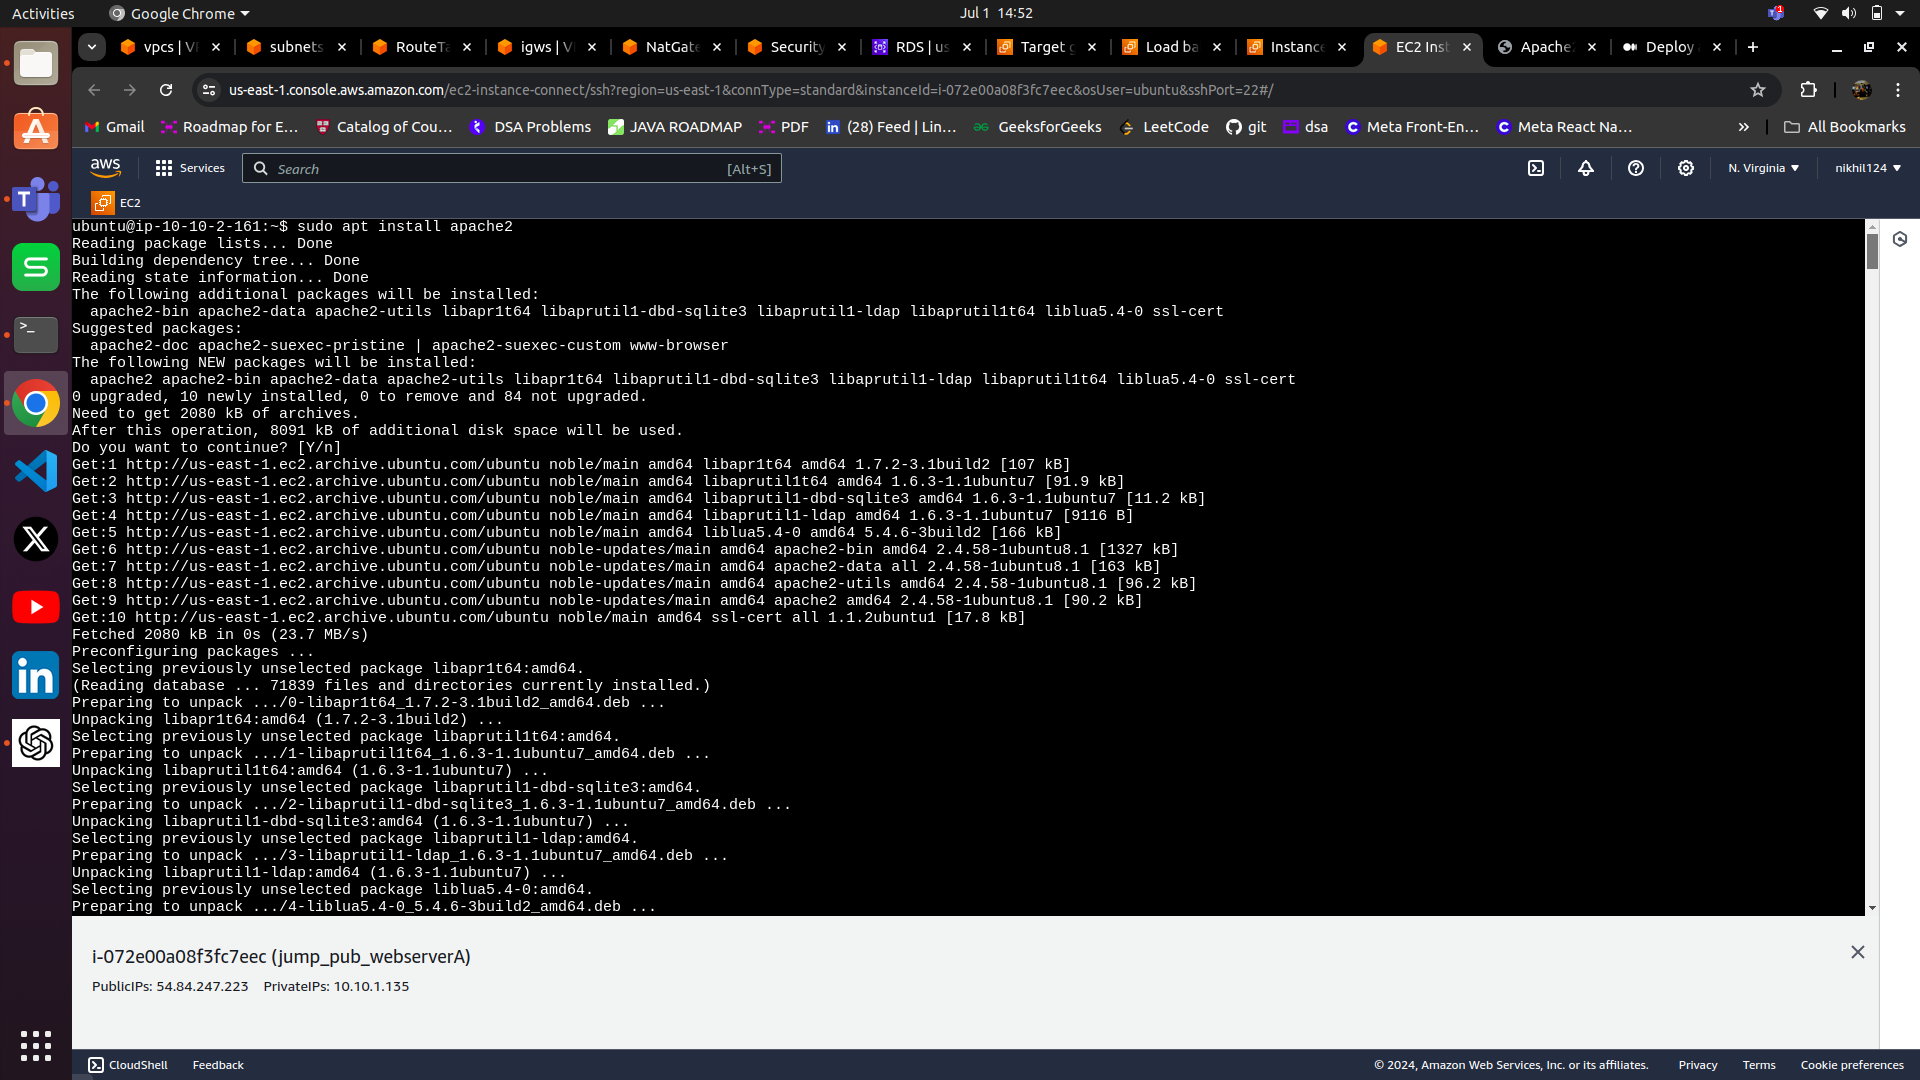 Activities
Google Chrome
Jul 1 14:52
1
vpcs | V
subnets
RouteTa
igws | V
NatGate
Security
RDS | us
Target g
Load ba
Instance
EC2 Inst
Apache2
Deploy
us-east-1.console.aws.amazon.com/ec2-instance-connect/ssh?region=us-east-1&connType=standard&instanceId=i-072e00a08f3fc7eec&osUser=ubuntu&sshPort=22#/
Gmail
Roadmap for E...
Catalog of Cou...
DSA Problems
JAVA ROADMAP
PDF
(28) Feed | Lin...
GeeksforGeeks
LeetCode
git
dsa
Meta Front-En...
Meta React Na...
All Bookmarks
aws
Services
Search
[Alt+S]
N. Virginia
nikhil124
EC2
ubuntu@ip-10-10-2-161:~$ sudo apt install apache2
Reading package lists... Done
Building dependency tree... Done
Reading state information... Done
The following additional packages will be installed:
apache2-bin apache2-data apache2-utils libapr1t64 libaprutil1-dbd-sqlite3 libaprutil1-ldap libaprutil1t64 liblua5.4-0 ssl-cert
Suggested packages:
apache2-doc apache2-suexec-pristine | apache2-suexec-custom www-browser
The following NEW packages will be installed:
apache2 apache2-bin apache2-data apache2-utils libapr1t64 libaprutil1-dbd-sqlite3 libaprutil1-ldap libaprutil1t64 liblua5.4-0 ssl-cert
0 upgraded, 10 newly installed, 0 to remove and 84 not upgraded.
Need to get 2080 kB of archives.
After this operation, 8091 kB of additional disk space will be used.
Do you want to continue? [Y/n]
Get:1 http://us-east-1.ec2.archive.ubuntu.com/ubuntu noble/main amd64 libapr1t64 amd64 1.7.2-3.1build2 [107 kB]
Get:2 http://us-east-1.ec2.archive.ubuntu.com/ubuntu noble/main amd64 libaprutil1t64 amd64 1.6.3-1.1ubuntu7 [91.9 kB]
Get:3 http://us-east-1.ec2.archive.ubuntu.com/ubuntu noble/main amd64 libaprutil1-dbd-sqlite3 amd64 1.6.3-1.1ubuntu7 [11.2 kB]
Get:4 http://us-east-1.ec2.archive.ubuntu.com/ubuntu noble/main amd64 libaprutil1-ldap amd64 1.6.3-1.1ubuntu7 [9116 B]
Get:5 http://us-east-1.ec2.archive.ubuntu.com/ubuntu noble/main amd64 liblua5.4-0 amd64 5.4.6-3build2 [166 kB]
Get:6 http://us-east-1.ec2.archive.ubuntu.com/ubuntu noble-updates/main amd64 apache2-bin amd64 2.4.58-1ubuntu8.1 [1327 kB]
Get:7 http://us-east-1.ec2.archive.ubuntu.com/ubuntu noble-updates/main amd64 apache2-data all 2.4.58-1ubuntu8.1 [163 kB]
Get:8 http://us-east-1.ec2.archive.ubuntu.com/ubuntu noble-updates/main amd64 apache2-utils amd64 2.4.58-1ubuntu8.1 [96.2 kB]
Get:9 http://us-east-1.ec2.archive.ubuntu.com/ubuntu noble-updates/main amd64 apache2 amd64 2.4.58-1ubuntu8.1 [90.2 kB]
Get:10 http://us-east-1.ec2.archive.ubuntu.com/ubuntu noble/main amd64 ssl-cert all 1.1.2ubuntu1 [17.8 kB]
Fetched 2080 kB in 0s (23.7 MB/s)
Preconfiguring packages ...
Selecting previously unselected package libapr1t64:amd64.
(Reading database ... 71839 files and directories currently installed.)
Preparing to unpack .../0-libapr1t64_1.7.2-3.1build2_amd64.deb ...
Unpacking libapr1t64:amd64 (1.7.2-3.1build2) ...
Selecting previously unselected package libaprutil1t64:amd64.
Preparing to unpack .../1-libaprutil1t64_1.6.3-1.1ubuntu7_amd64.deb ...
Unpacking libaprutil1t64:amd64 (1.6.3-1.1ubuntu7) ...
Selecting previously unselected package libaprutil1-dbd-sqlite3:amd64.
Preparing to unpack .../2-libaprutil1-dbd-sqlite3_1.6.3-1.1ubuntu7_amd64.deb ...
Unpacking libaprutil1-dbd-sqlite3:amd64 (1.6.3-1.1ubuntu7) ...
Selecting previously unselected package libaprutil1-ldap:amd64.
Preparing to unpack .../3-libaprutil1-ldap_1.6.3-1.1ubuntu7_amd64.deb ...
Unpacking libaprutil1-ldap:amd64 (1.6.3-1.1ubuntu7) ...
Selecting previously unselected package liblua5.4-0:amd64.
Preparing to unpack .../4-liblua5.4-0_5.4.6-3build2_amd64.deb ...
i-072e00a08f3fc7eec (jump_pub_webserverA)
PublicIPs: 54.84.247.223 PrivateIPs: 10.10.1.135
CloudShell
Feedback
© 2024, Amazon Web Services, Inc. or its affiliates.
Privacy
Terms
Cookie preferences